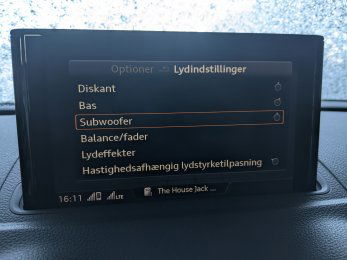 Optioner Lydindstillinger
Diskant
Bas
Subwoofer
Balance/fader
Lydeffekter
Hastighedsafhængig lydstyrketilpasning
16:11 LTE The House Jack ...